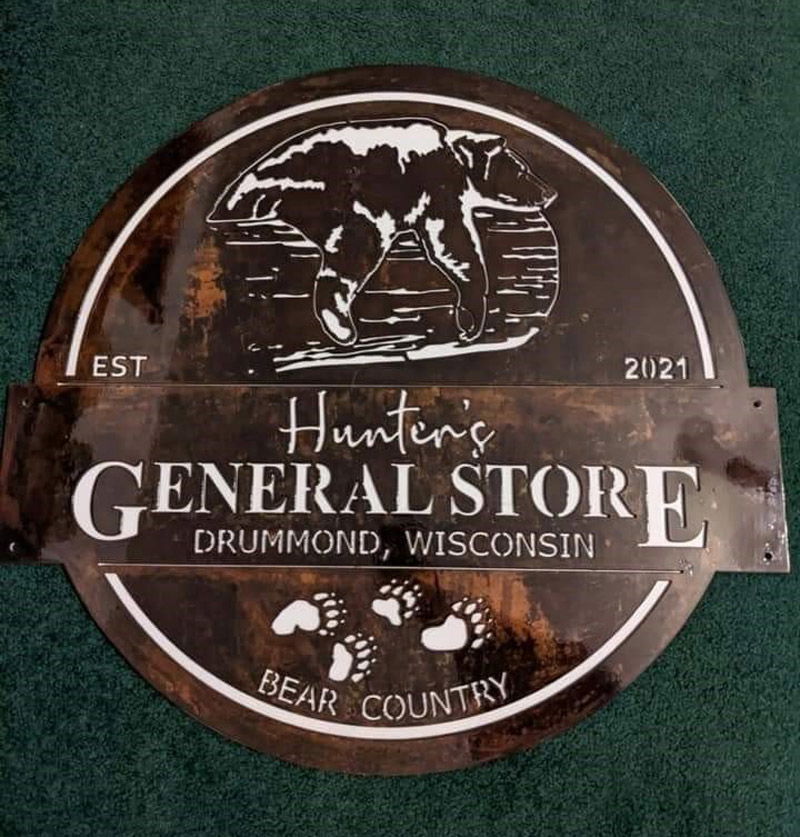 EST 2021
Hunter's
GENERAL STORE
DRUMMOND, WISCONSIN
BEAR COUNTRY